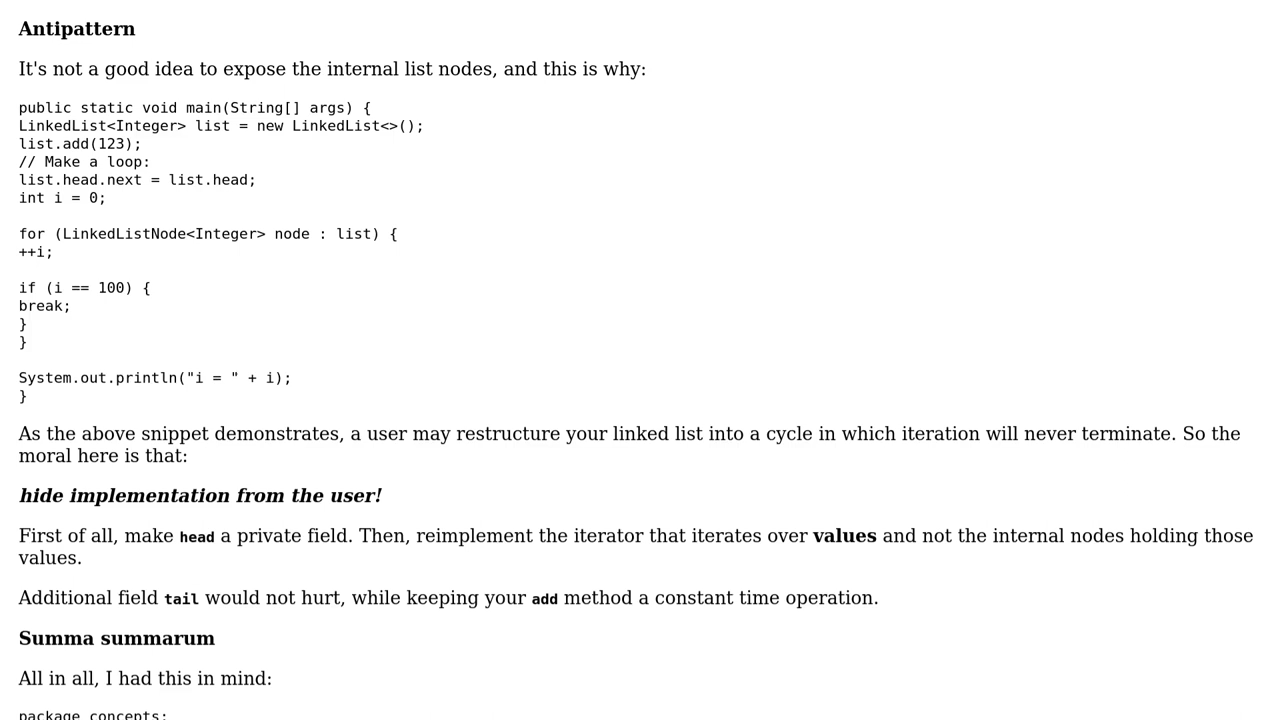 Antipattern
It's not a good idea to expose the internal list nodes, and this is why:
public static void main(String[] args) {
LinkedList<Integer> list = new LinkedList<>();
list.add(123);
// Make a loop:
list.head.next = list.head;
int i = 0;
for (LinkedListNode<Integer> node : list) {
++i;
if (i == 100) {
break;
}
}
System.out.println("i = " + i);
}
As the above snippet demonstrates, a user may restructure your linked list into a cycle in which iteration will never terminate. So the
moral here is that:
hide implementation from the user!
First of all, make head a private field. Then, reimplement the iterator that iterates over values and not the internal nodes holding those
values.
Additional field tail would not hurt, while keeping your add method a constant time operation.
Summa summarum
All in all, I had this in mind:
package concepts;